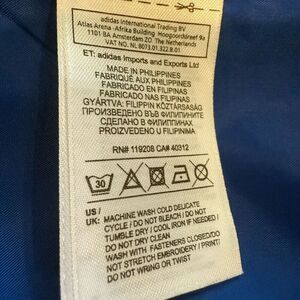 adidas International Trading BV
Atlas Arena -Afrika Building Hoogoorddreef 9a
1101 BA Amsterdam ZO The Netherlands
VAT NO. NL 8073.01.322.B.01
ET: adidas Imports and Exports Ltd
MADE IN PHILIPPINES
FABRIQUÉ AUX PHILIPPINES
FABRICADO EN FILIPINAS
FABRICADO NAS FILIPINAS
GYÁRTVA: FILIPPIN KÖZTÁRSASÁG
ПРОИЗВЕДЕНО ВЪВ ФИЛИПИНИТЕ
СДЕЛАНО В ФИЛИППИНАХ.
PROIZVEDENO U FILIPINIMA
RN# 119208 CA# 40312
30
US /
UK: MACHINE WASH COLD DELICATE
CYCLE / DO NOT BLEACH / DO NOT
TUMBLE DRY / COOL IRON IF NEEDED /
DO NOT DRY CLEAN
WASH WITH FASTENERS CLOSED/DO
NOT STRETCH EMBROIDERY / PRINT/
DO NOT WRING OR TWIST